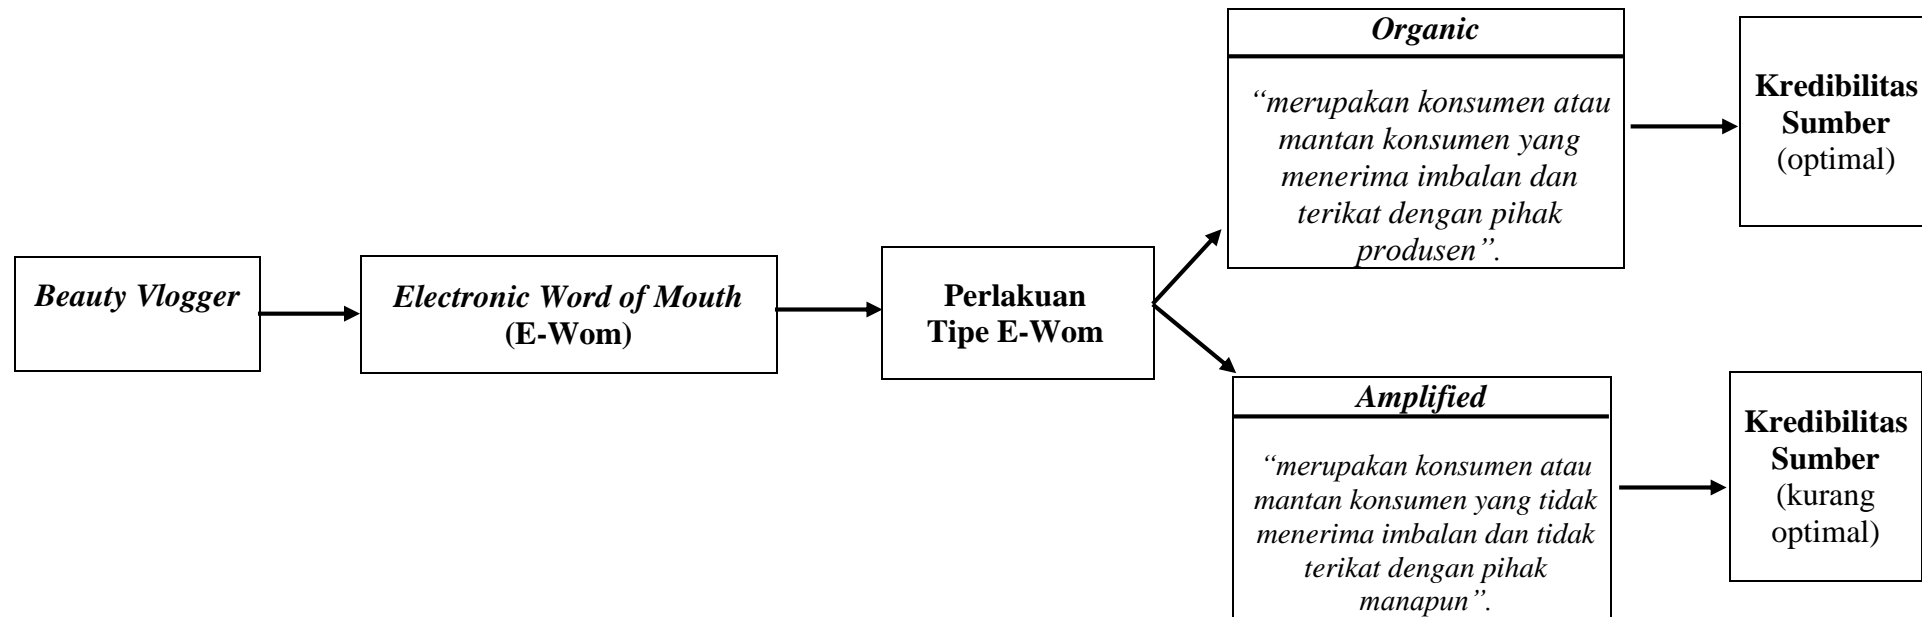 Beauty Vlogger
Electronic Word of Mouth
(E-Wom)
Perlakuan
Tipe E-Wom
Organic
“merupakan konsumen atau
mantan konsumen yang
menerima imbalan dan
terikat dengan pihak
produsen”.
Kredibilitas
Sumber
(optimal)
Amplified
“merupakan konsumen atau
mantan konsumen yang tidak
menerima imbalan dan tidak
terikat dengan pihak
manapun”.
Kredibilitas
Sumber
(kurang
optimal)